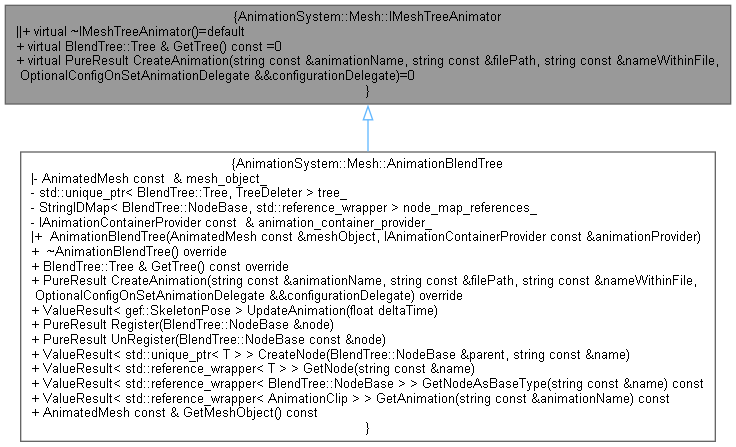 {AnimationSystem::Mesh::IMeshTreeAnimator
||+ virtual ~IMeshTreeAnimator()=default
+ virtual BlendTree::Tree & GetTree() const =0
+ virtual PureResult CreateAnimation(string const &animationName, string const &filePath, string const &nameWithinFile,
OptionalConfigOnSetAnimationDelegate &&configurationDelegate)=0
}
{AnimationSystem::Mesh::AnimationBlendTree
|- AnimatedMesh const  & mesh_object_
- std::unique_ptr< BlendTree::Tree, TreeDeleter > tree_
- StringIDMap< BlendTree::NodeBase, std::reference_wrapper > node_map_references_
- IAnimationContainerProvider const  & animation_container_provider_
|+  AnimationBlendTree(AnimatedMesh const &meshObject, IAnimationContainerProvider const &animationProvider)
+  ~AnimationBlendTree() override
+ BlendTree::Tree & GetTree() const override
+ PureResult CreateAnimation(string const &animationName, string const &filePath, string const &nameWithinFile,
OptionalConfigOnSetAnimationDelegate &&configurationDelegate) override
+ ValueResult< gef::SkeletonPose > UpdateAnimation(float deltaTime)
+ PureResult Register(BlendTree::NodeBase &node)
+ PureResult UnRegister(BlendTree::NodeBase const &node)
+ ValueResult< std::unique_ptr< T > > CreateNode(BlendTree::NodeBase &parent, string const &name)
+ ValueResult< std::reference_wrapper< T > > GetNode(string const &name)
+ ValueResult< std::reference_wrapper< BlendTree::NodeBase > > GetNodeAsBaseType(string const &name) const
+ ValueResult< std::reference_wrapper< AnimationClip > > GetAnimation(string const &animationName) const
+ AnimatedMesh const & GetMeshObject() const
}